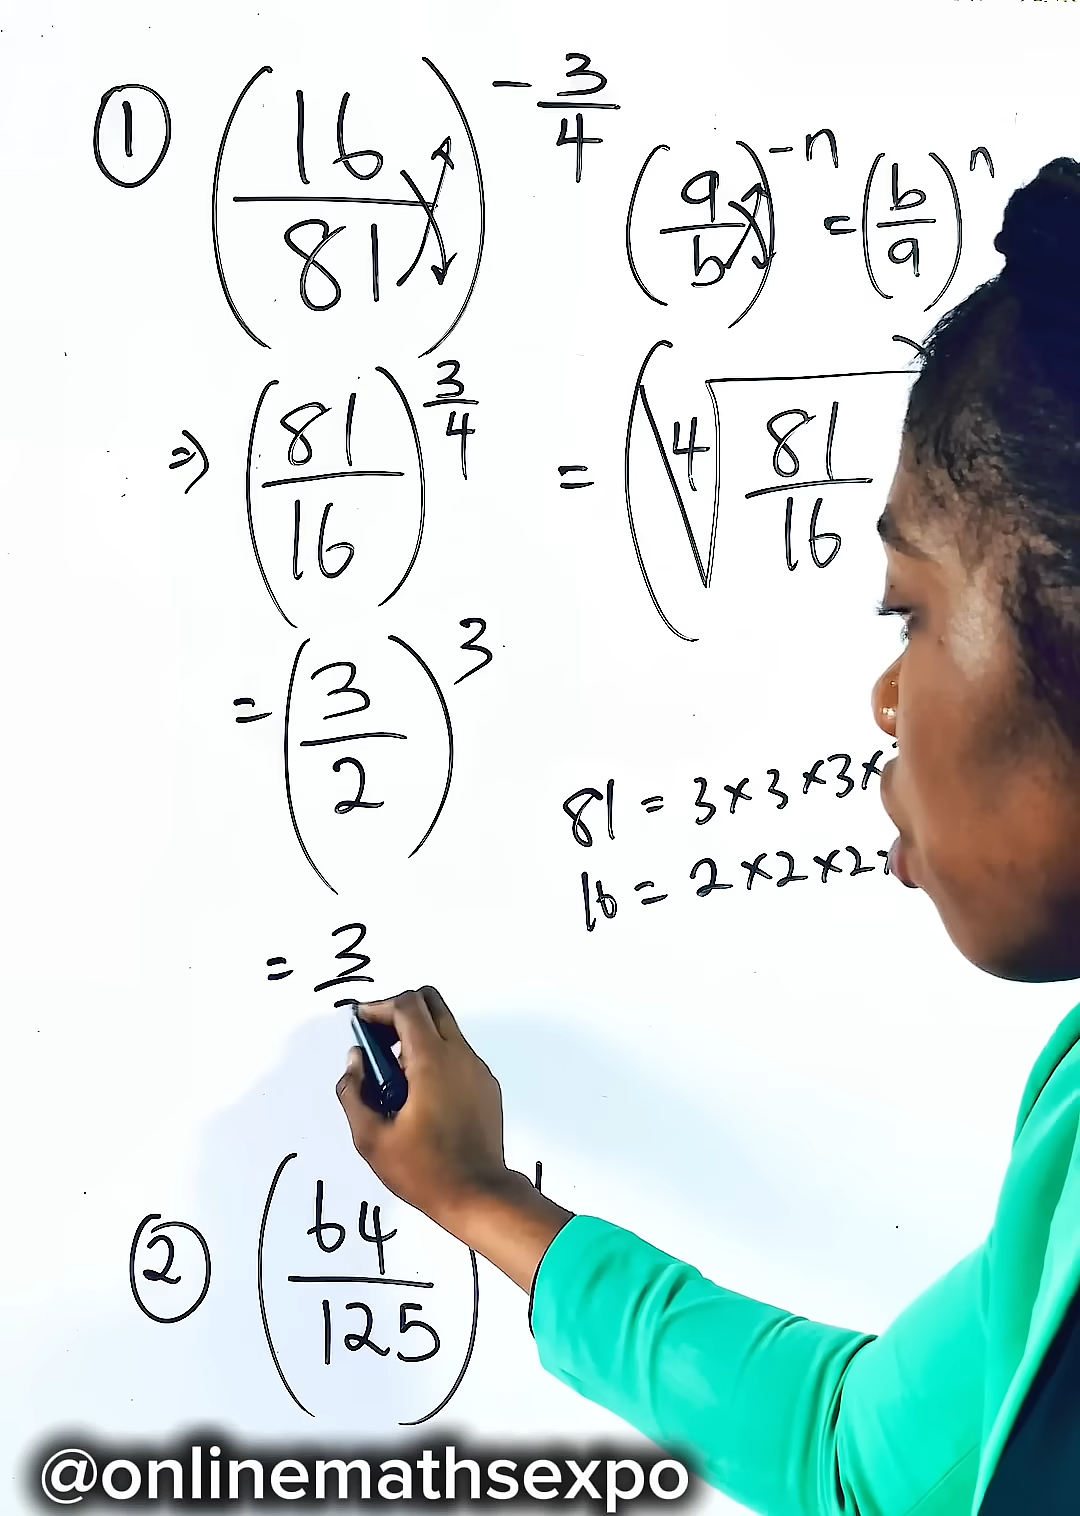 ① (16/81)^(-3/4)
(a/b)^(-n) = (b/a)^n
⇒ (81/16)^(3/4) = (∜(81/16)
= (3/2)^3
81 = 3×3×3×
16 = 2×2×2×
= 3/
② (64/125)
@onlinemathsexpo